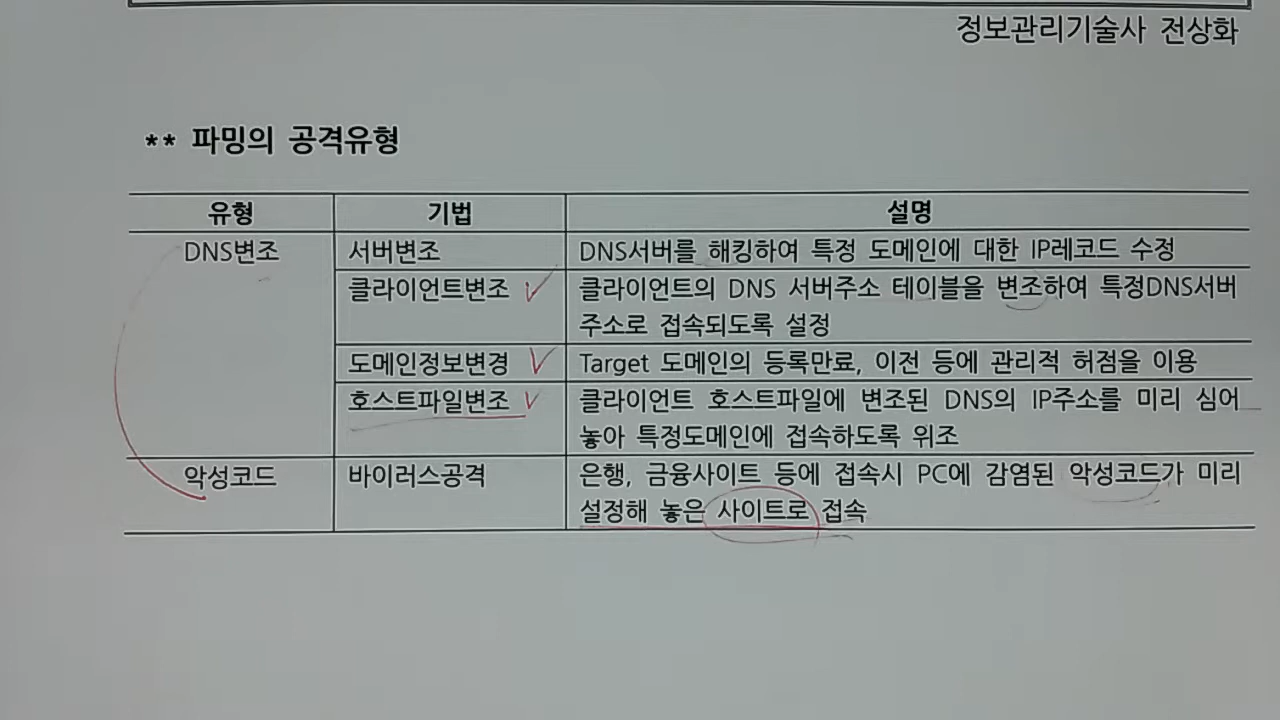 정보관리기술사 전상화
** 파밍의 공격유형
유형 기법 설명
DNS변조 서버변조 DNS서버를 해킹하여 특정 도메인에 대한 IP레코드 수정
클라이언트변조 클라이언트의 DNS 서버주소 테이블을 변조하여 특정DNS서버
주소로 접속되도록 설정
도메인정보변경 Target 도메인의 등록만료, 이전 등에 관리적 허점을 이용
호스트파일변조 클라이언트 호스트파일에 변조된 DNS의 IP주소를 미리 심어
놓아 특정도메인에 접속하도록 위조
악성코드 바이러스공격 은행, 금융사이트 등에 접속시 PC에 감염된 악성코드가 미리
설정해 놓은 사이트로 접속